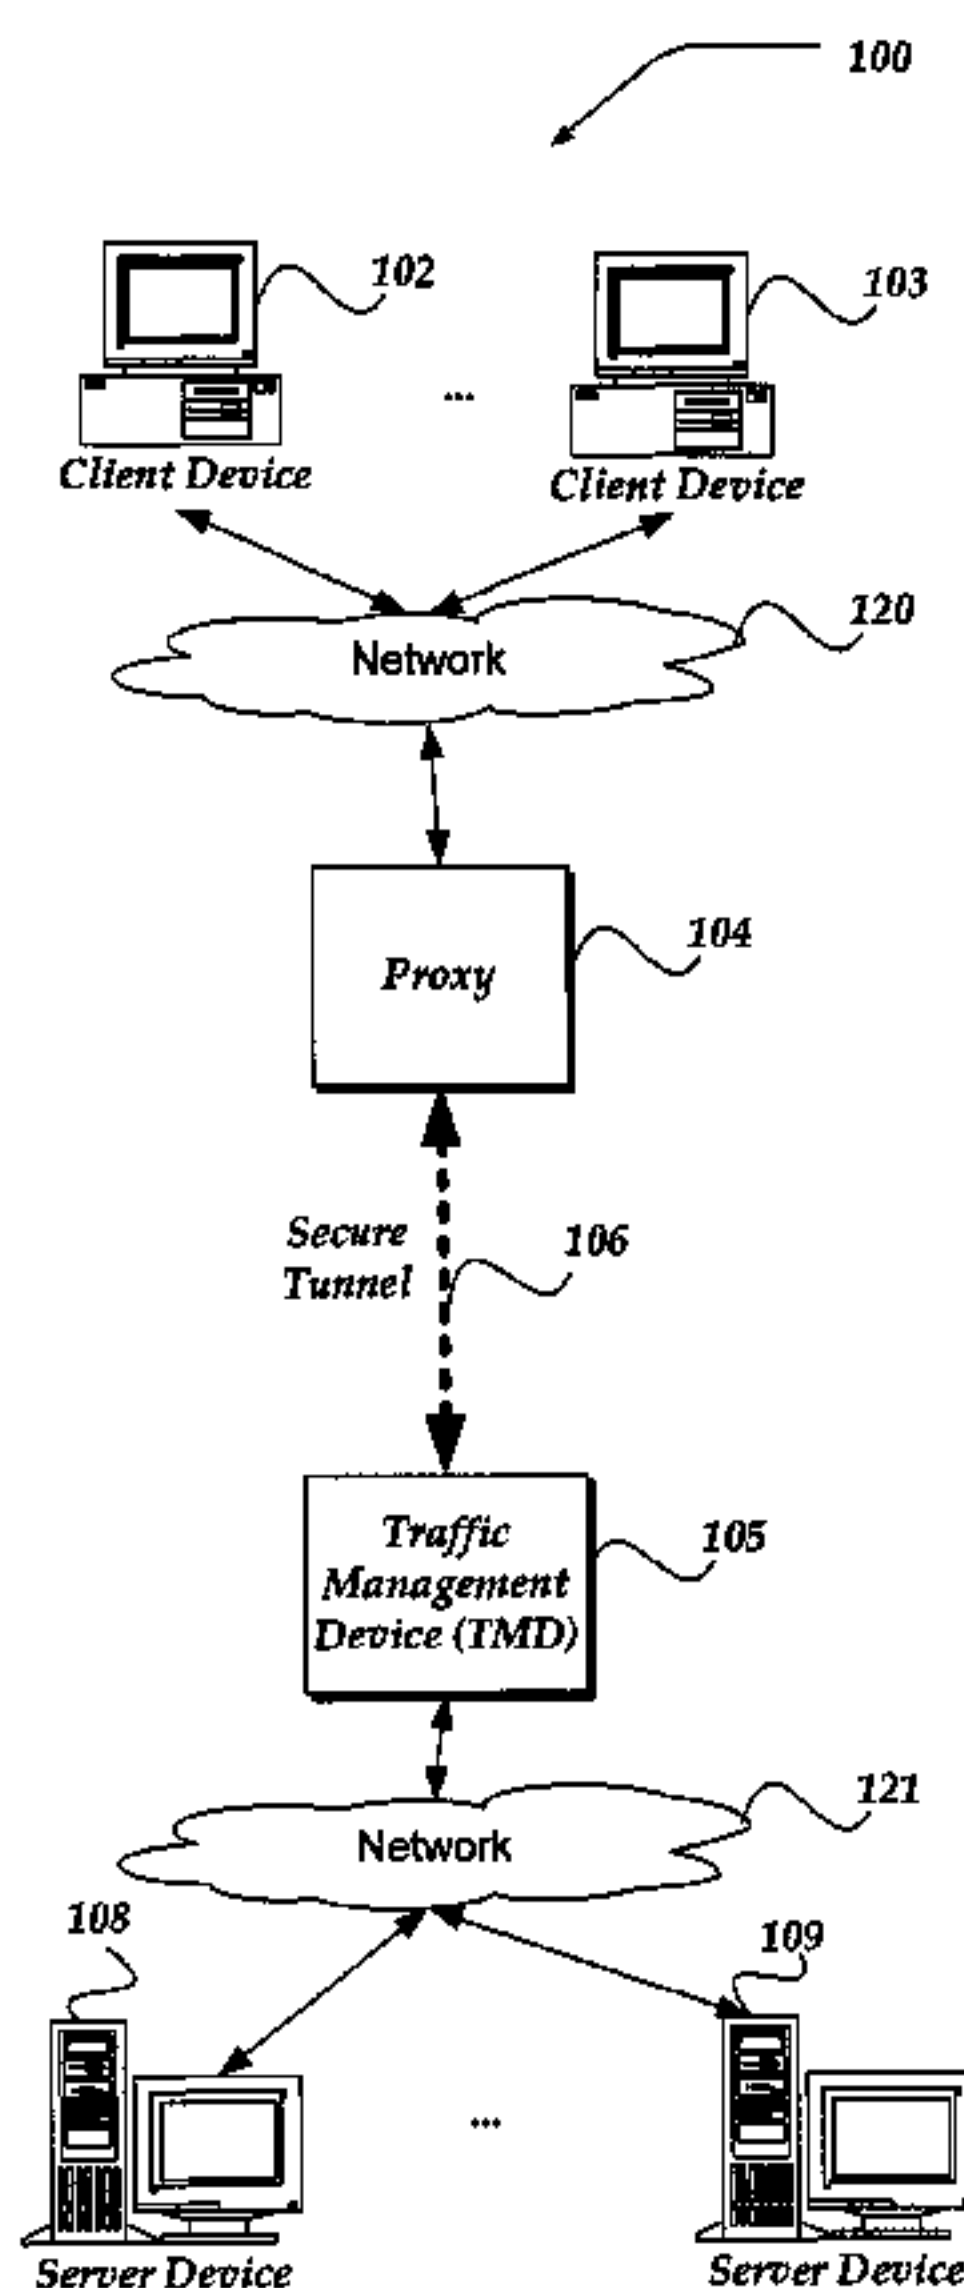 100
102
103
...
Client Device
Client Device
120
Network
104
Proxy
Secure
Tunnel
106
Traffic
Management
Device (TMD)
105
121
Network
108
109
...
Server Device
Server Device